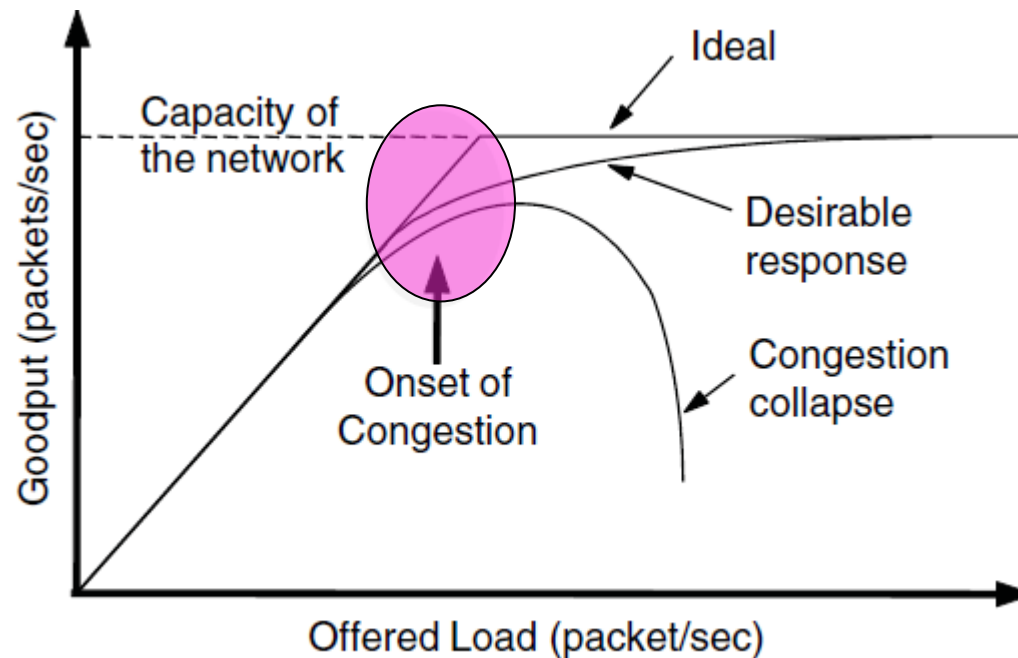 Ideal
Capacity of
the network
Desirable
response
Onset of
Congestion
Congestion
collapse
Goodput (packets/sec)
Offered Load (packet/sec)